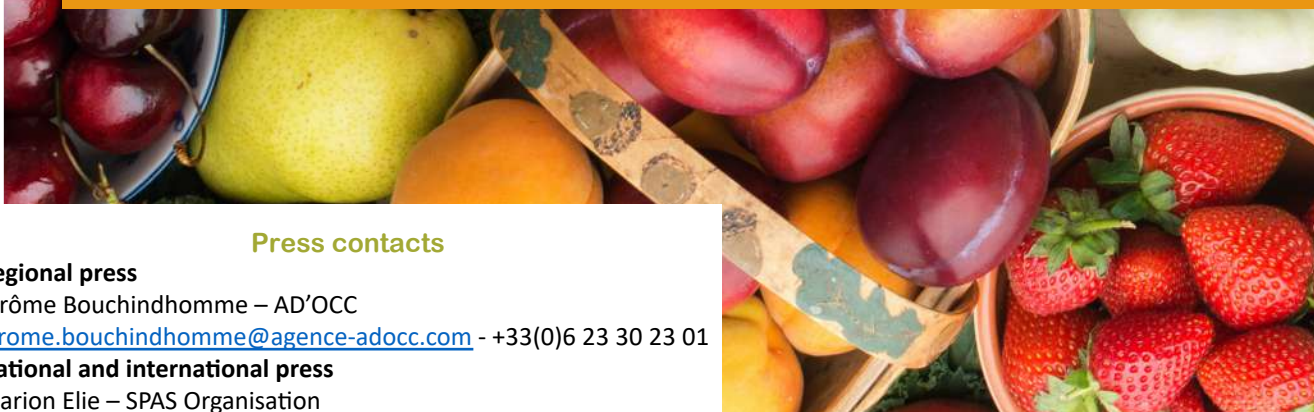 Press contacts
egional press
rôme Bouchindhomme – AD'OCC
rome.bouchindhomme@agence-adocc.com - +33(0)6 23 30 23 01
ational and international press
arion Elie – SPAS Organisation